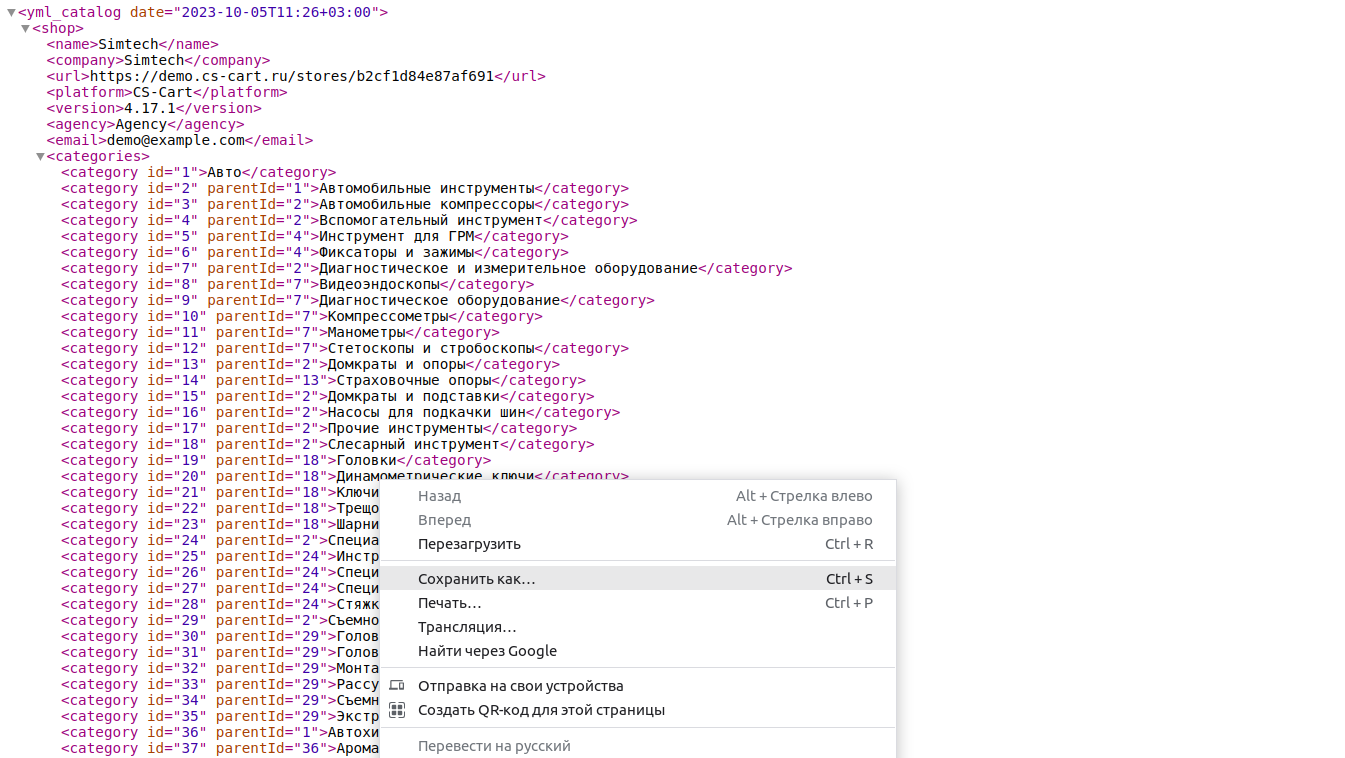 <yml_catalog date="2023-10-05T11:26+03:00">
<shop>
<name>Simtech</name>
<company>Simtech</company>
<url>https://demo.cs-cart.ru/stores/b2cf1d84e87af691</url>
<platform>CS-Cart</platform>
<version>4.17.1</version>
<agency>Agency</agency>
<email>demo@example.com</email>
<categories>
<category id="1">Авто</category>
<category id="2" parentId="1">Автомобильные инструменты</category>
<category id="3" parentId="2">Автомобильные компрессоры</category>
<category id="4" parentId="2">Вспомогательный инструмент</category>
<category id="5" parentId="4">Инструмент для ГРМ</category>
<category id="6" parentId="4">Фиксаторы и зажимы</category>
<category id="7" parentId="2">Диагностическое и измерительное оборудование</category>
<category id="8" parentId="7">Видеоэндоскопы</category>
<category id="9" parentId="7">Диагностическое оборудование</category>
<category id="10" parentId="7">Компрессометры</category>
<category id="11" parentId="7">Манометры</category>
<category id="12" parentId="7">Стетоскопы и стробоскопы</category>
<category id="13" parentId="2">Домкраты и опоры</category>
<category id="14" parentId="13">Страховочные опоры</category>
<category id="15" parentId="2">Домкраты и подставки</category>
<category id="16" parentId="2">Насосы для подкачки шин</category>
<category id="17" parentId="2">Прочие инструменты</category>
<category id="18" parentId="2">Слесарный инструмент</category>
<category id="19" parentId="18">Головки</category>
<category id="20" parentId="18">Динамометрические ключи</category>
<category id="21" parentId="18">Ключи
<category id="22" parentId="18">Трещо
<category id="23" parentId="18">Шарни
<category id="24" parentId="2">Специа
<category id="25" parentId="24">Инстр
<category id="26" parentId="24">Специ
<category id="27" parentId="24">Специ
<category id="28" parentId="24">Стяжк
<category id="29" parentId="2">Съемно
<category id="30" parentId="29">Голов
<category id="31" parentId="29">Голов
<category id="32" parentId="29">Монта
<category id="33" parentId="29">Рассу
<category id="34" parentId="29">Съемн
<category id="35" parentId="29">Экстр
<category id="36" parentId="1">Автохи
<category id="37" parentId="36">Арома
Назад Alt + Стрелка влево
Вперед Alt + Стрелка вправо
Перезагрузить Ctrl + R
Сохранить как… Ctrl + S
Печать… Ctrl + P
Трансляция…
Найти через Google
Отправка на свои устройства
Создать QR-код для этой страницы
Перевести на русский